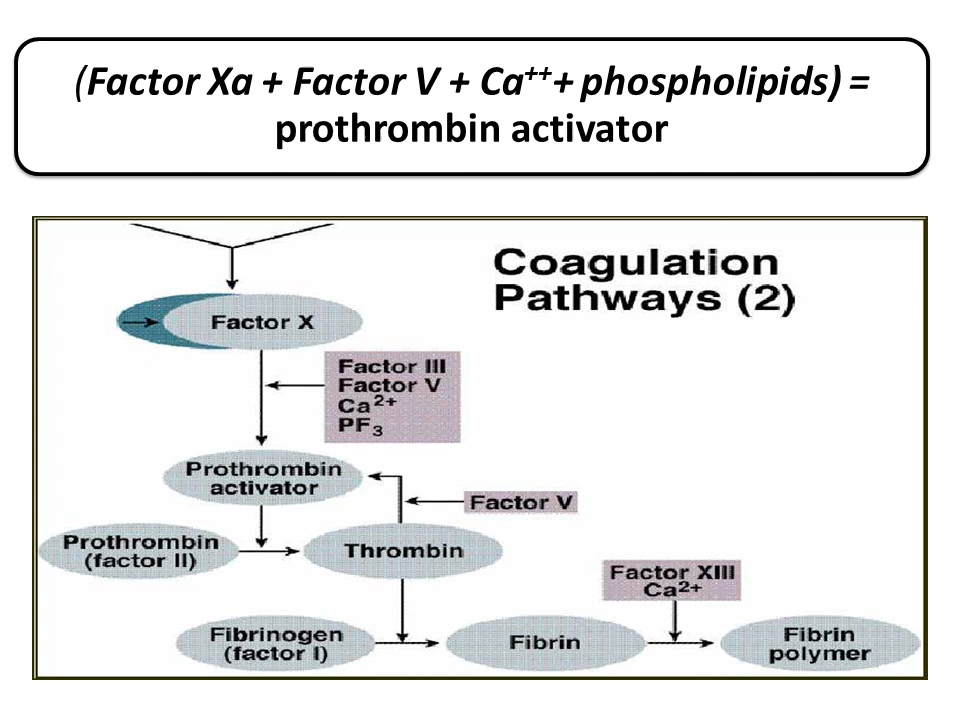 (Factor Xa + Factor V + Ca⁺⁺+ phospholipids) =
prothrombin activator
Coagulation
Pathways (2)
Factor X
Factor III
Factor V
Ca²⁺
PF₃
Prothrombin
activator
Factor V
Prothrombin
(factor II)
Thrombin
Factor XIII
Ca²⁺
Fibrinogen
(factor I)
Fibrin
Fibrin
polymer